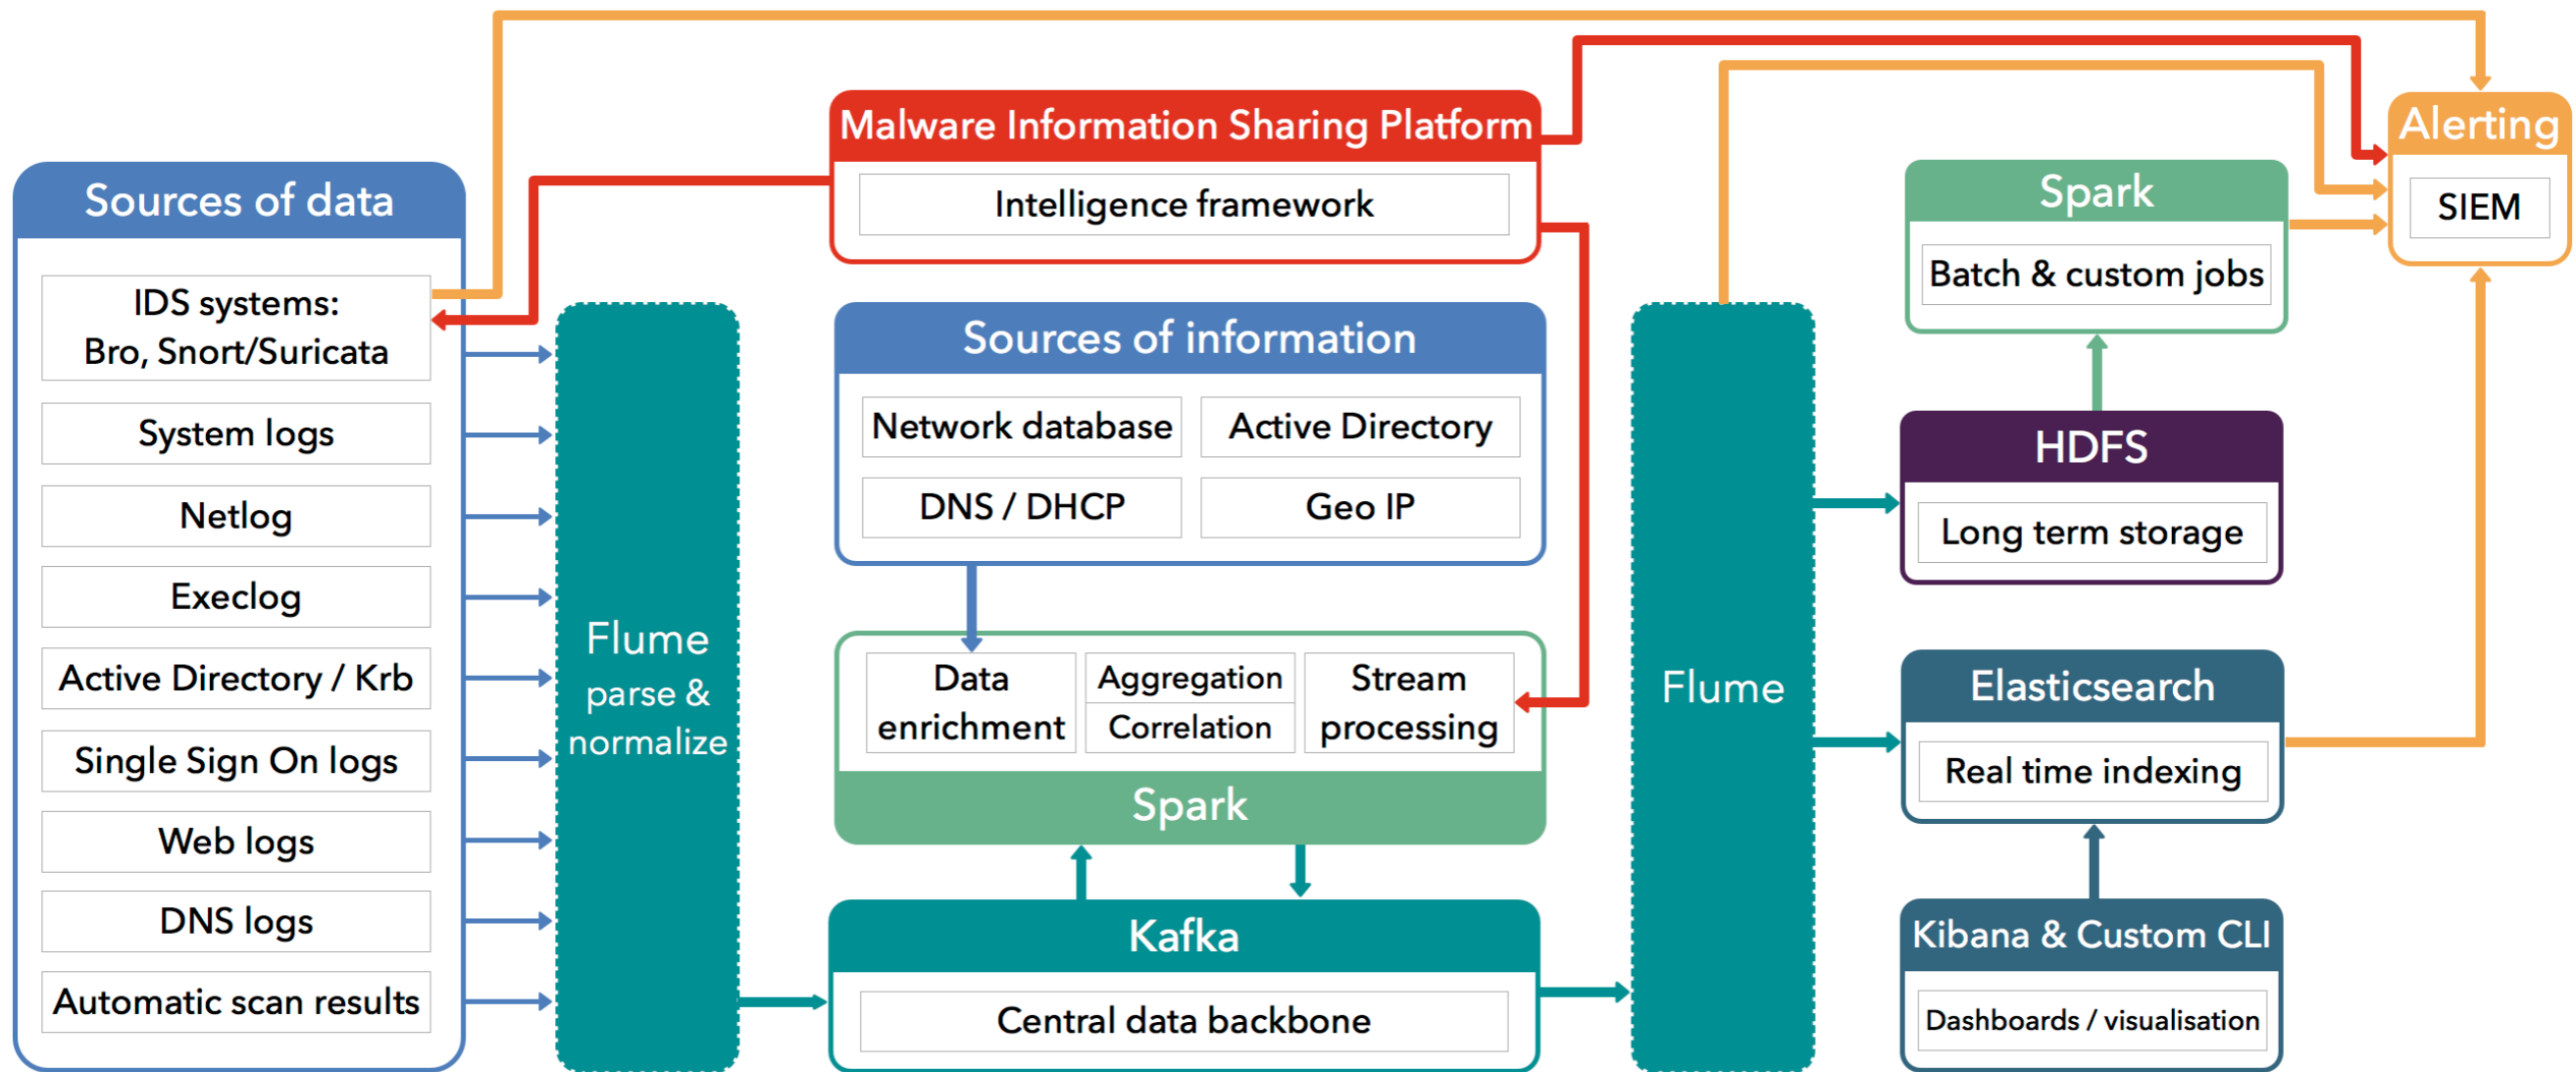 Sources of data
IDS systems:
Bro, Snort/Suricata
System logs
Netlog
Execlog
Active Directory / Krb
Single Sign On logs
Web logs
DNS logs
Automatic scan results
Flume
parse &
normalize
Malware Information Sharing Platform
Intelligence framework
Sources of information
Network database
Active Directory
DNS / DHCP
Geo IP
Data
enrichment
Aggregation
Correlation
Stream
processing
Spark
Kafka
Central data backbone
Flume
Spark
Batch & custom jobs
HDFS
Long term storage
Elasticsearch
Real time indexing
Kibana & Custom CLI
Dashboards / visualisation
Alerting
SIEM